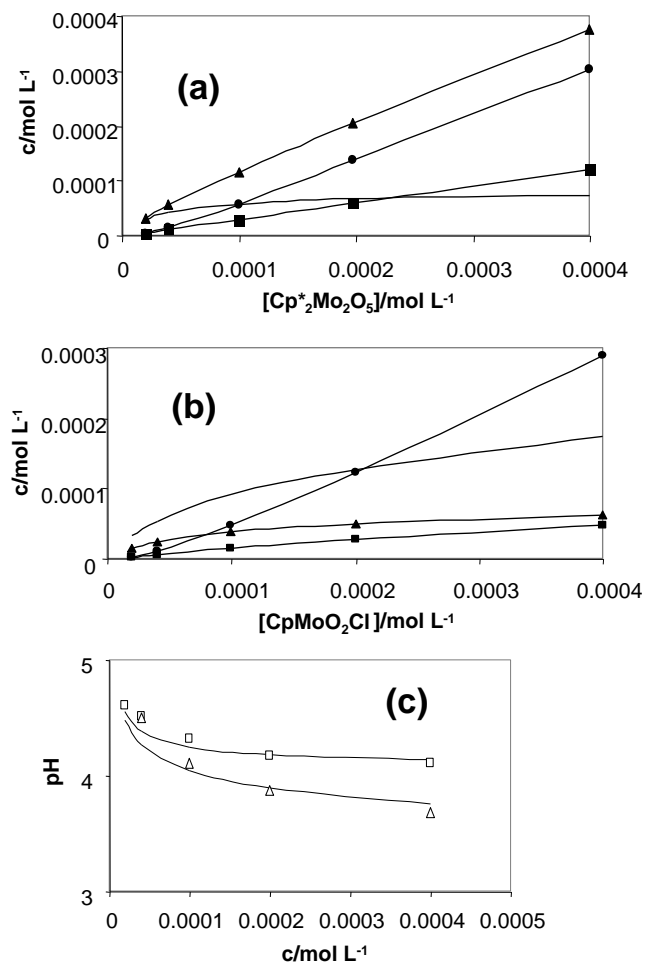 0.0004
0.0003
0.0002
0.0001
0
c/mol L⁻¹
(a)
0 0.0001 0.0002 0.0003 0.0004
[Cp*₂Mo₂O₅]/mol L⁻¹
0.0003
0.0002
0.0001
0
c/mol L⁻¹
(b)
0 0.0001 0.0002 0.0003 0.0004
[CpMoO₂Cl]/mol L⁻¹
5
4
3
pH
(c)
0 0.0001 0.0002 0.0003 0.0004 0.0005
c/mol L⁻¹